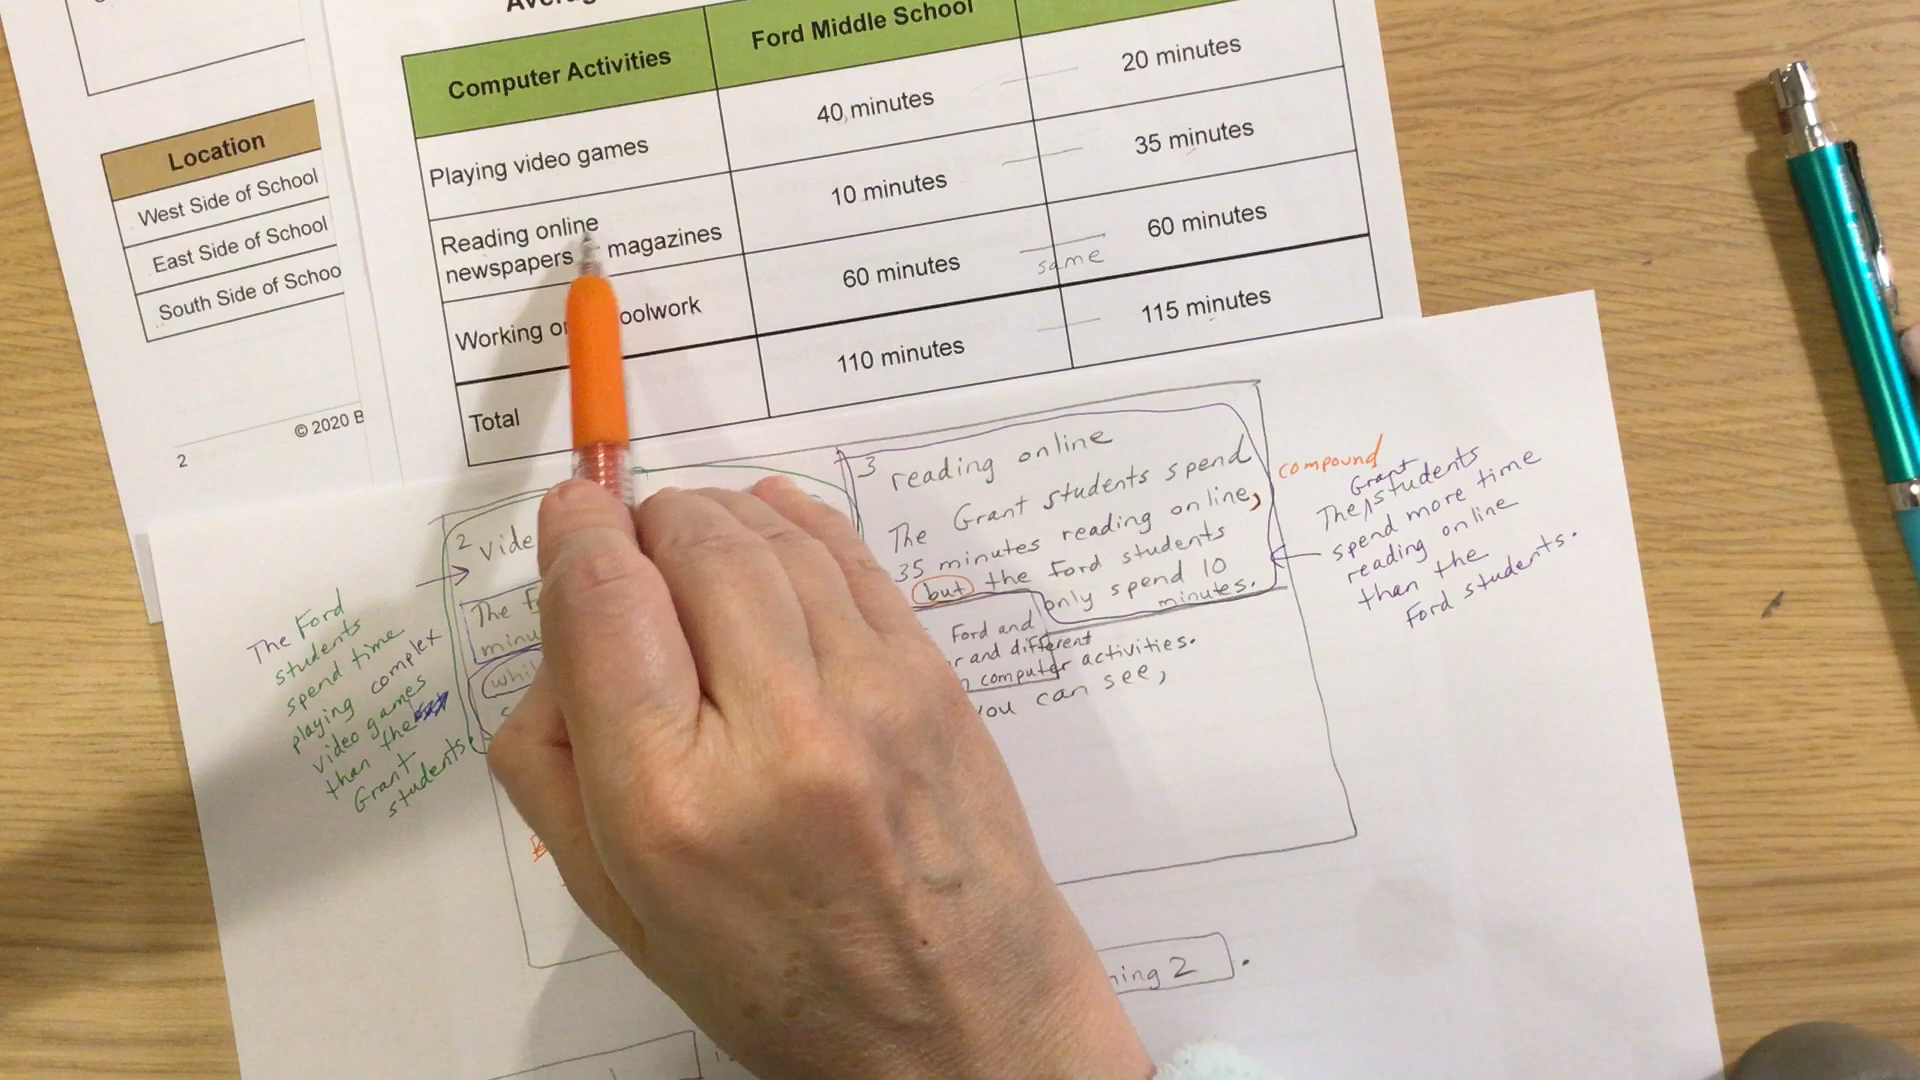 Computer Activities
Ford Middle School
Playing video games
40 minutes
20 minutes
Reading online
newspapers
magazines
10 minutes
35 minutes
Working
60 minutes
same
60 minutes
Total
110 minutes
115 minutes
Location
West Side of School
East Side of School
South Side of Schoo
© 2020 B
2
2
The
3 reading online
The Grant students spend
35 minutes reading online,
but the Ford students
only spend 10
minutes.
compound
Grant
The students
spend more time
reading online
than the
Ford students.
The Ford
students
spend time
playing complex
video games
than the
Grant
students.
Ford and
and different
computer activities.
can see,
2 .